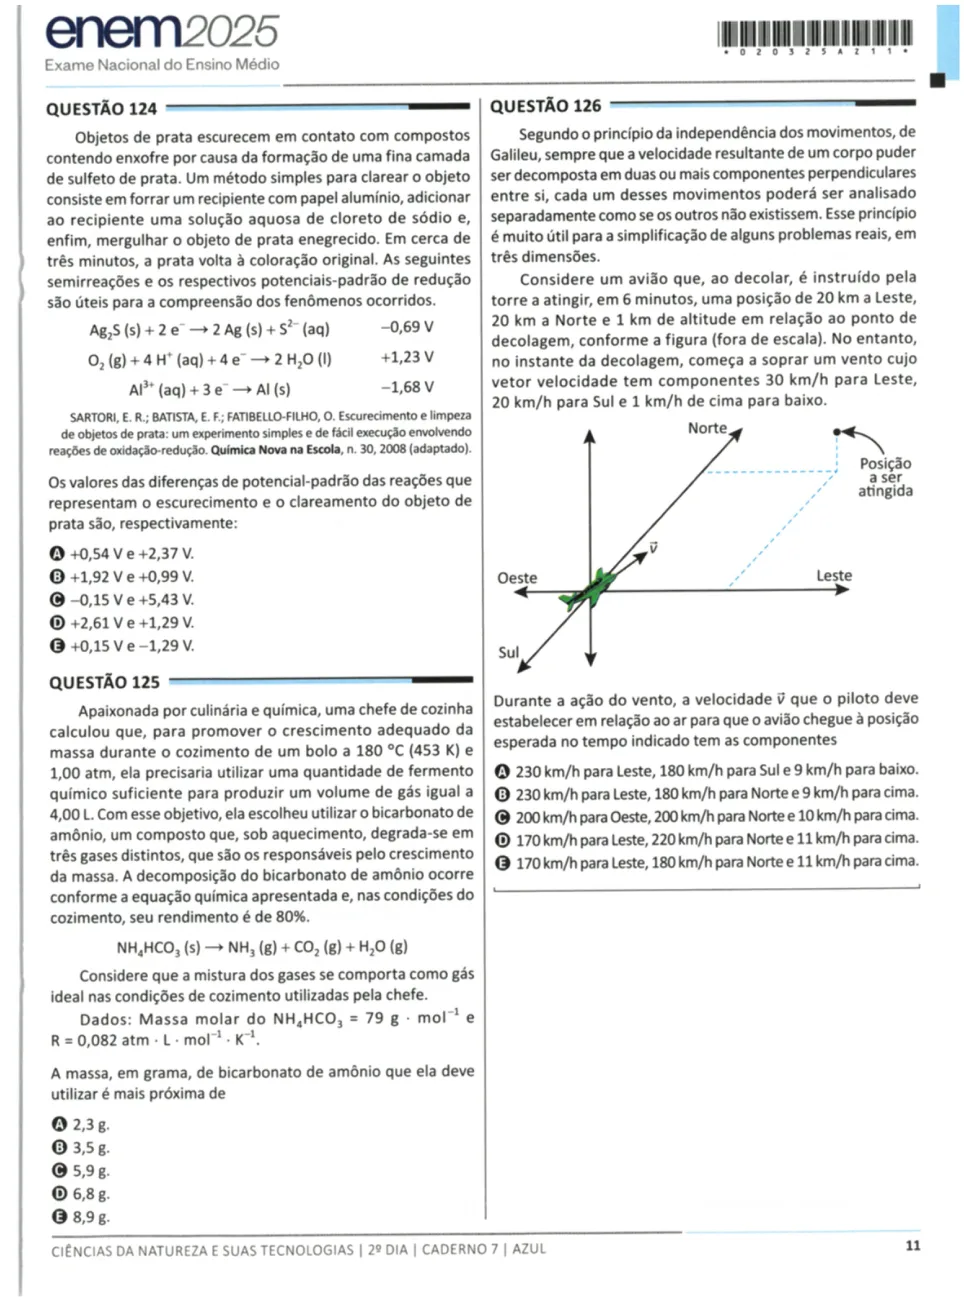 enem2025
Exame Nacional do Ensino Médio
*020325AZ11*
QUESTÃO 124
Objetos de prata escurecem em contato com compostos
contendo enxofre por causa da formação de uma fina camada
de sulfeto de prata. Um método simples para clarear o objeto
consiste em forrar um recipiente com papel alumínio, adicionar
ao recipiente uma solução aquosa de cloreto de sódio e,
enfim, mergulhar o objeto de prata enegrecido. Em cerca de
três minutos, a prata volta à coloração original. As seguintes
semirreações e os respectivos potenciais-padrão de redução
são úteis para a compreensão dos fenômenos ocorridos.
Ag₂S (s) + 2 e⁻ → 2 Ag (s) + S²⁻ (aq) −0,69 V
O₂ (g) + 4 H⁺ (aq) + 4 e⁻ → 2 H₂O (l) +1,23 V
Al³⁺ (aq) + 3 e⁻ → Al (s) −1,68 V
SARTORI, E. R.; BATISTA, E. F.; FATIBELLO-FILHO, O. Escurecimento e limpeza
de objetos de prata: um experimento simples e de fácil execução envolvendo
reações de oxidação-redução. Química Nova na Escola, n. 30, 2008 (adaptado).
Os valores das diferenças de potencial-padrão das reações que
representam o escurecimento e o clareamento do objeto de
prata são, respectivamente:
A +0,54 V e +2,37 V.
B +1,92 V e +0,99 V.
C −0,15 V e +5,43 V.
D +2,61 V e +1,29 V.
E +0,15 V e −1,29 V.
QUESTÃO 125
Apaixonada por culinária e química, uma chefe de cozinha
calculou que, para promover o crescimento adequado da
massa durante o cozimento de um bolo a 180 °C (453 K) e
1,00 atm, ela precisaria utilizar uma quantidade de fermento
químico suficiente para produzir um volume de gás igual a
4,00 L. Com esse objetivo, ela escolheu utilizar o bicarbonato de
amônio, um composto que, sob aquecimento, degrada-se em
três gases distintos, que são os responsáveis pelo crescimento
da massa. A decomposição do bicarbonato de amônio ocorre
conforme a equação química apresentada e, nas condições do
cozimento, seu rendimento é de 80%.
NH₄HCO₃ (s) → NH₃ (g) + CO₂ (g) + H₂O (g)
Considere que a mistura dos gases se comporta como gás
ideal nas condições de cozimento utilizadas pela chefe.
Dados: Massa molar do NH₄HCO₃ = 79 g · mol⁻¹ e
R = 0,082 atm · L · mol⁻¹ · K⁻¹.
A massa, em grama, de bicarbonato de amônio que ela deve
utilizar é mais próxima de
A 2,3 g.
B 3,5 g.
C 5,9 g.
D 6,8 g.
E 8,9 g.
QUESTÃO 126
Segundo o princípio da independência dos movimentos, de
Galileu, sempre que a velocidade resultante de um corpo puder
ser decomposta em duas ou mais componentes perpendiculares
entre si, cada um desses movimentos poderá ser analisado
separadamente como se os outros não existissem. Esse princípio
é muito útil para a simplificação de alguns problemas reais, em
três dimensões.
Considere um avião que, ao decolar, é instruído pela
torre a atingir, em 6 minutos, uma posição de 20 km a Leste,
20 km a Norte e 1 km de altitude em relação ao ponto de
decolagem, conforme a figura (fora de escala). No entanto,
no instante da decolagem, começa a soprar um vento cujo
vetor velocidade tem componentes 30 km/h para Leste,
20 km/h para Sul e 1 km/h de cima para baixo.
Norte
Posição
a ser
atingida
v⃗
Oeste
Leste
Sul
Durante a ação do vento, a velocidade v⃗ que o piloto deve
estabelecer em relação ao ar para que o avião chegue à posição
esperada no tempo indicado tem as componentes
A 230 km/h para Leste, 180 km/h para Sul e 9 km/h para baixo.
B 230 km/h para Leste, 180 km/h para Norte e 9 km/h para cima.
C 200 km/h para Oeste, 200 km/h para Norte e 10 km/h para cima.
D 170 km/h para Leste, 220 km/h para Norte e 11 km/h para cima.
E 170 km/h para Leste, 180 km/h para Norte e 11 km/h para cima.
CIÊNCIAS DA NATUREZA E SUAS TECNOLOGIAS | 2º DIA | CADERNO 7 | AZUL
11